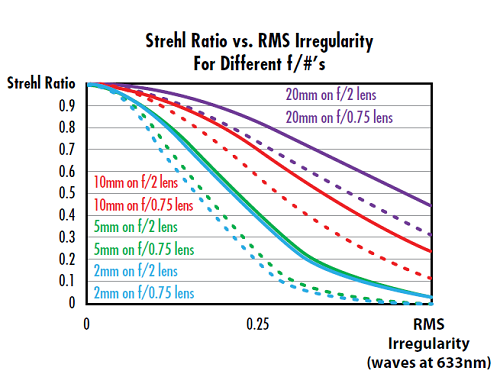 Strehl Ratio vs. RMS Irregularity
For Different f/#'s
Strehl Ratio
0.9
0.8
0.7
0.6
0.5
0.4
0.3
0.2
0.1
0
20mm on f/2 lens
20mm on f/0.75 lens
10mm on f/2 lens
10mm on f/0.75 lens
5mm on f/2 lens
5mm on f/0.75 lens
2mm on f/2 lens
2mm on f/0.75 lens
0
0.25
RMS
Irregularity
(waves at 633nm)